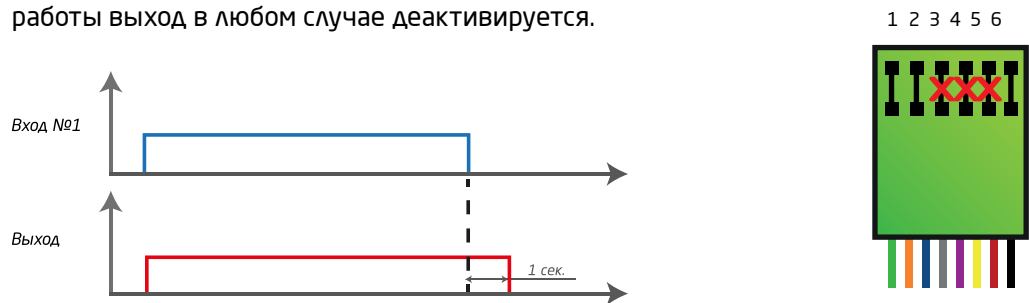 работы выход в любом случае деактивируется.
1 2 3 4 5 6
Вход №1
Выход
1 сек.